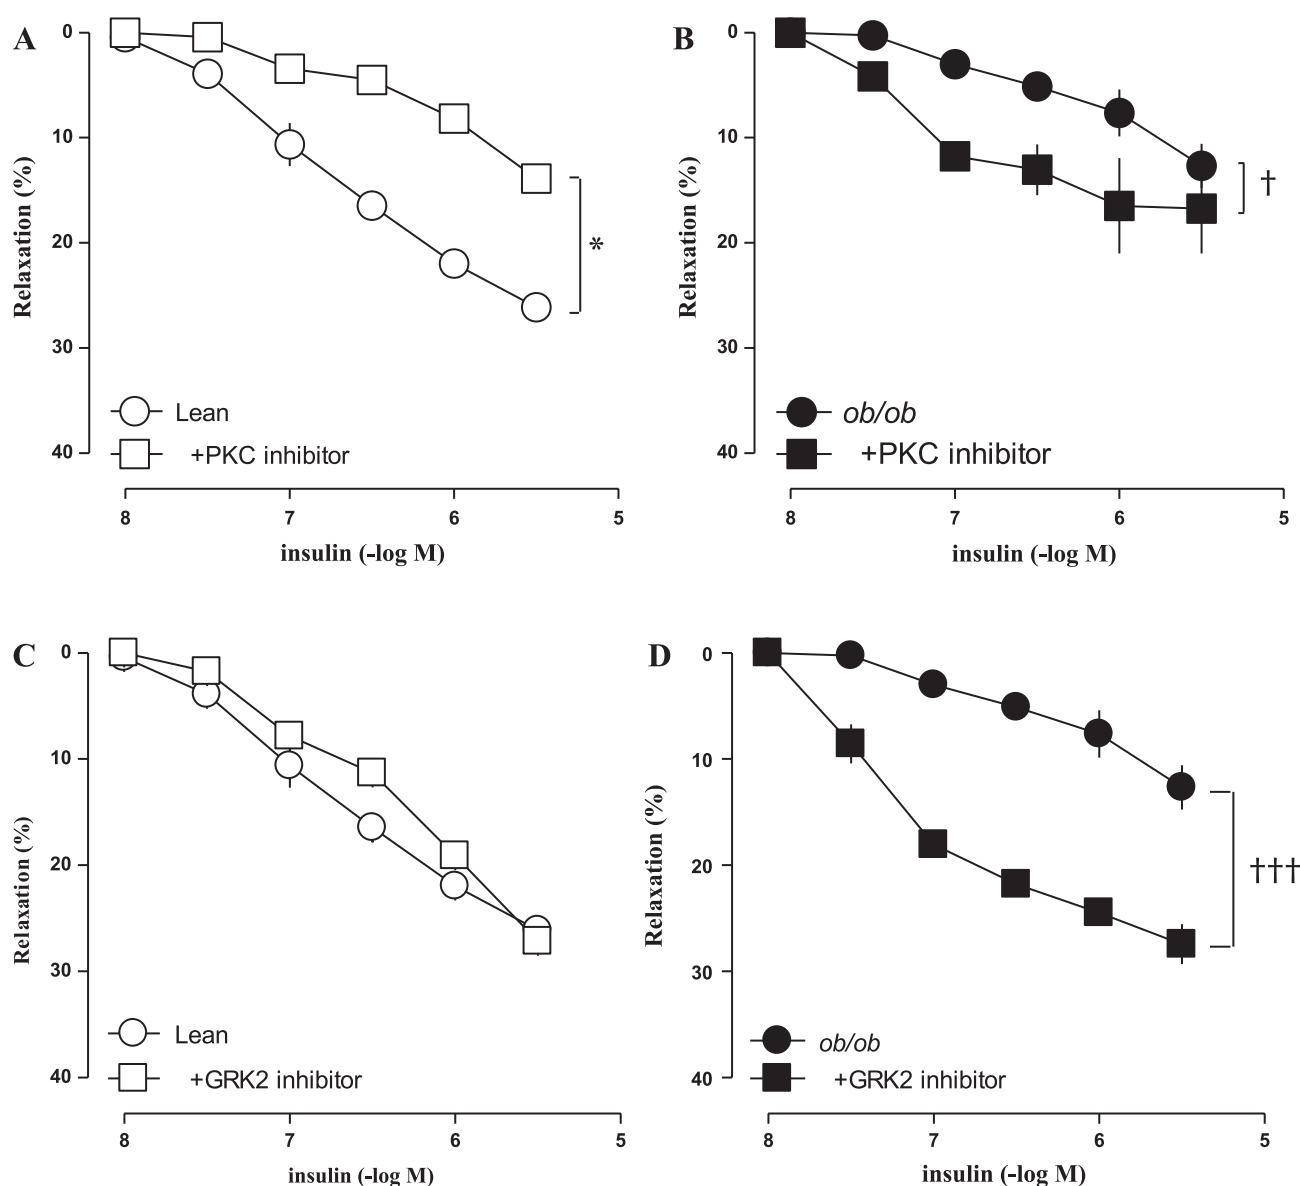 A
0
10
20
30
40
Relaxation (%)
*
Lean
+PKC inhibitor
8 7 6 5
insulin (-log M)
B
0
10
20
30
40
Relaxation (%)
†
ob/ob
+PKC inhibitor
8 7 6 5
insulin (-log M)
C
0
10
20
30
40
Relaxation (%)
Lean
+GRK2 inhibitor
8 7 6 5
insulin (-log M)
D
0
10
20
30
40
Relaxation (%)
†††
ob/ob
+GRK2 inhibitor
8 7 6 5
insulin (-log M)